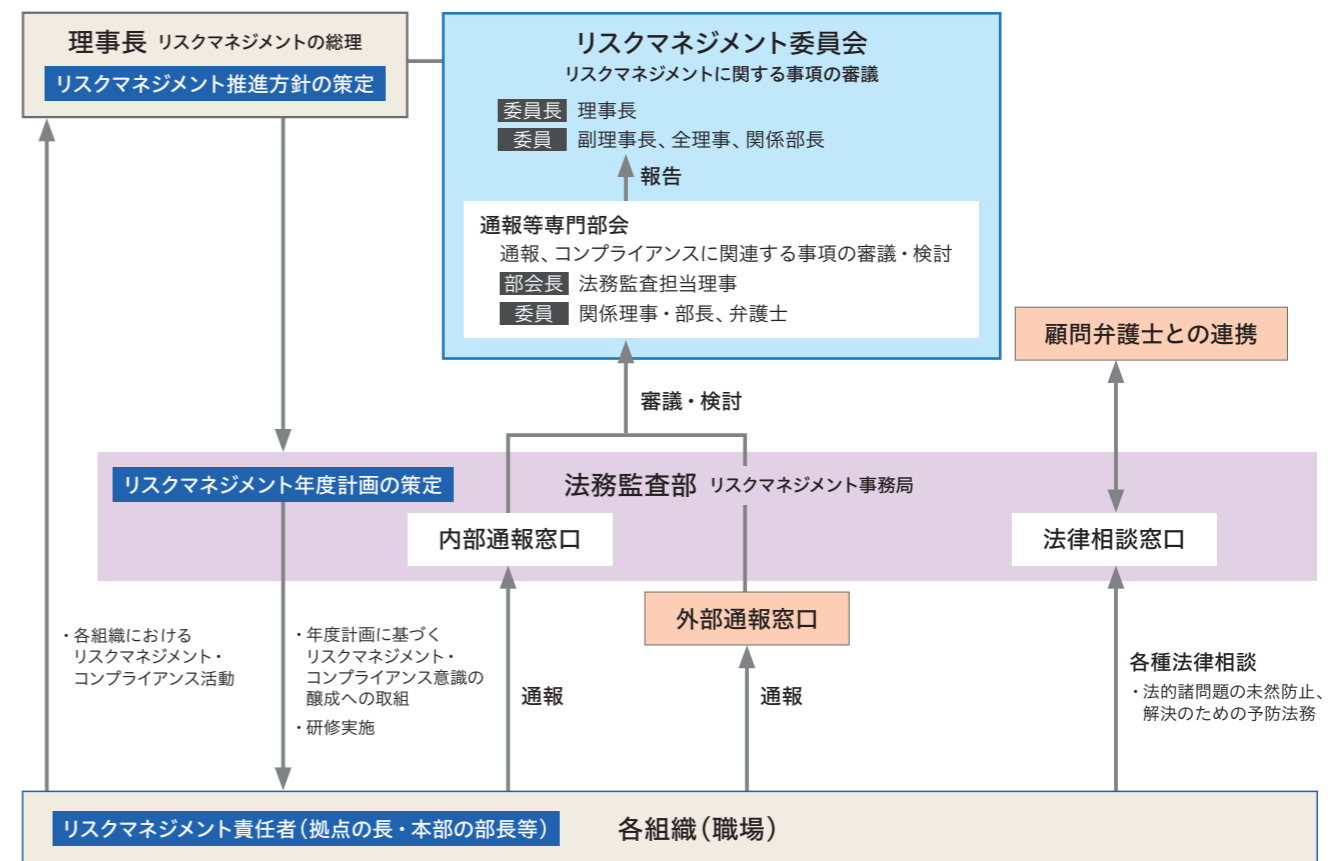 理事長 リスクマネジメントの総理
リスクマネジメント推進方針の策定
リスクマネジメント委員会
リスクマネジメントに関する事項の審議
委員長 理事長
委員 副理事長、全理事、関係部長
報告
通報等専門部会
通報、コンプライアンスに関連する事項の審議・検討
部会長 法務監査担当理事
委員 関係理事・部長、弁護士
顧問弁護士との連携
審議・検討
リスクマネジメント年度計画の策定
法務監査部 リスクマネジメント事務局
内部通報窓口
法律相談窓口
外部通報窓口
・各組織における
リスクマネジメント・
コンプライアンス活動
・年度計画に基づく
リスクマネジメント・
コンプライアンス意識の
醸成への取組
・研修実施
通報
通報
各種法律相談
・法的諸問題の未然防止、
解決のための予防法務
リスクマネジメント責任者(拠点の長・本部の部長等)
各組織(職場)